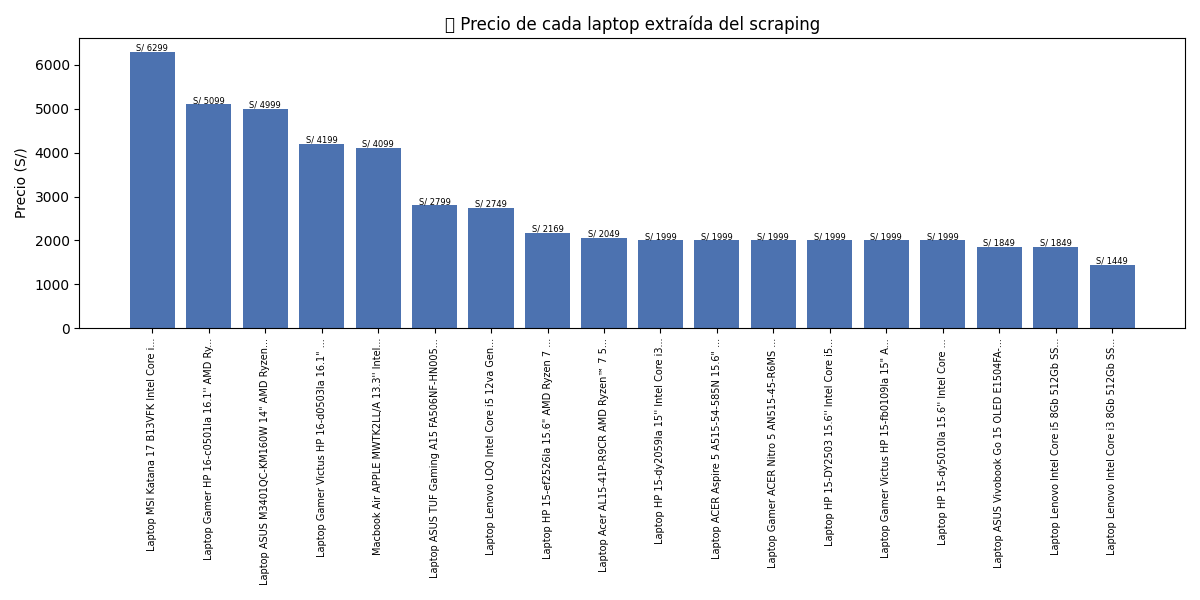 Precio de cada laptop extraída del scraping
Precio (S/)
6000
5000
4000
3000
2000
1000
0
S/ 6299
S/ 5099
S/ 4999
S/ 4199
S/ 4099
S/ 2799
S/ 2749
S/ 2169
S/ 2049
S/ 1999
S/ 1999
S/ 1999
S/ 1999
S/ 1999
S/ 1999
S/ 1849
S/ 1849
S/ 1449
Laptop MSI Katana 17 B13VFK Intel Core i...
Laptop Gamer HP 16-c0501la 16.1'' AMD Ry...
Laptop ASUS M3401QC-KM160W 14" AMD Ryzen...
Laptop Gamer Victus HP 16-d0503la 16.1" ...
Macbook Air APPLE MWTK2LL/A 13.3'' Intel...
Laptop ASUS TUF Gaming A15 FA506NF-HN005...
Laptop Lenovo LOQ Intel Core i5 12va Gen...
Laptop HP 15-ef2526la 15.6" AMD Ryzen 7 ...
Laptop Acer AL15-41P-R9CR AMD Ryzen™ 7 5...
Laptop HP 15-dy2059la 15" Intel Core i3...
Laptop ACER Aspire 5 A515-54-585N 15.6" ...
Laptop Gamer ACER Nitro 5 AN515-45-R6MS ...
Laptop HP 15-DY2503 15.6'' Intel Core i5...
Laptop Gamer Victus HP 15-fb0109la 15" A...
Laptop HP 15-dy5010la 15.6'' Intel Core ...
Laptop ASUS Vivobook Go 15 OLED E1504FA-...
Laptop Lenovo Intel Core i5 8Gb 512Gb SS...
Laptop Lenovo Intel Core i3 8Gb 512Gb SS...